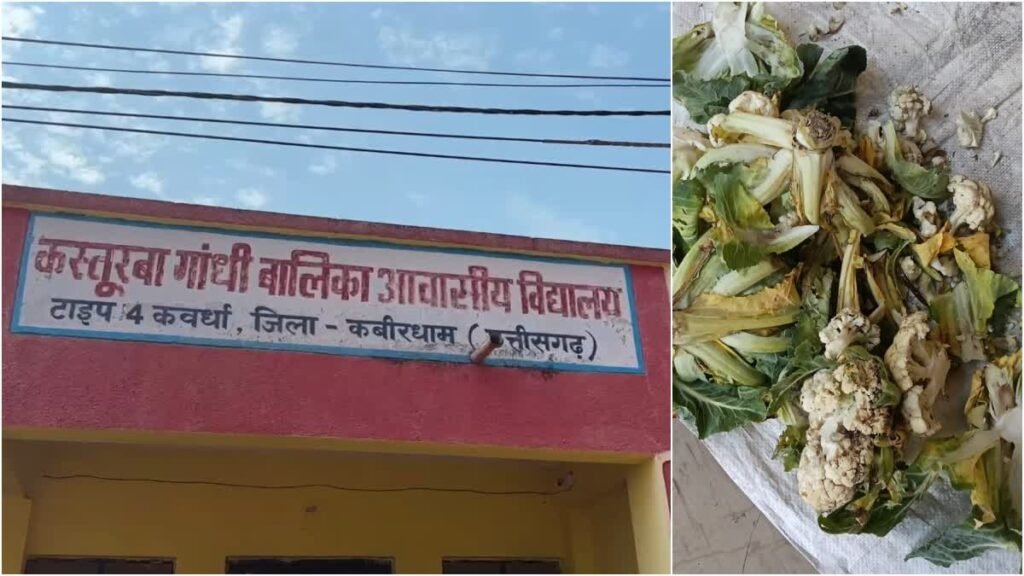 कस्तूरबा गांधी बालिका आवासीय विद्यालय
टाइप 4 कवर्धा, जिला - कबीरधाम (छत्तीसगढ़)